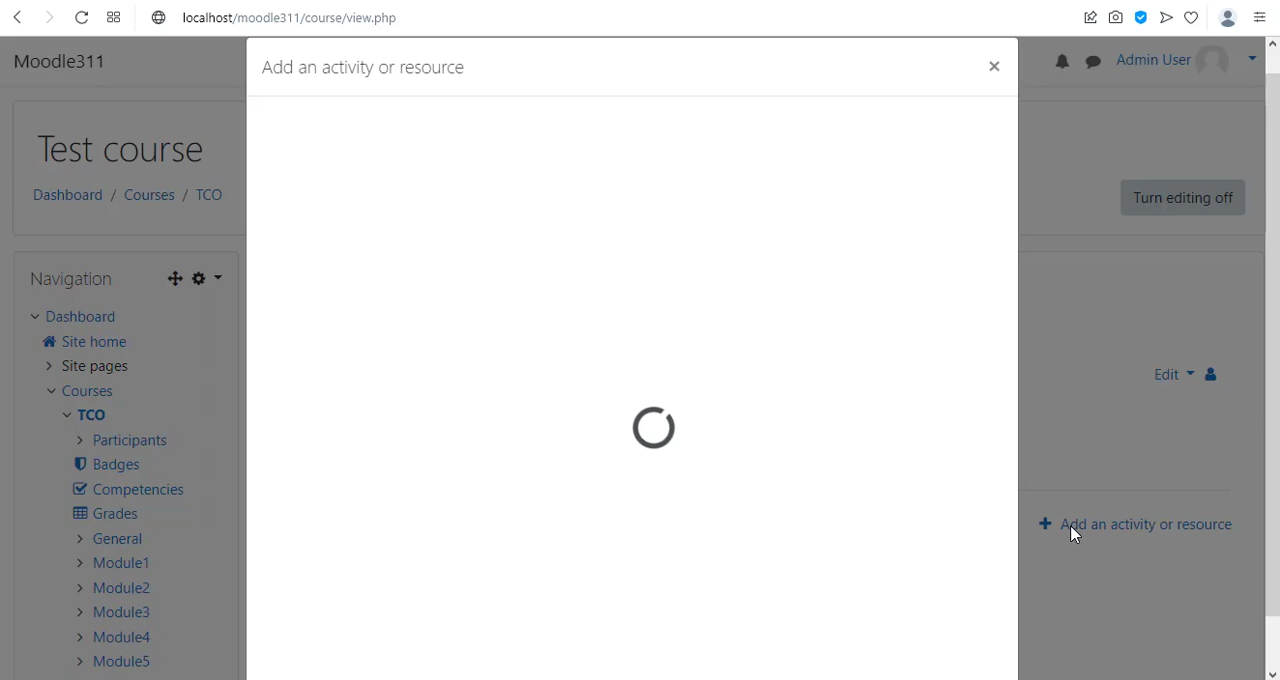 localhost/moodle311/course/view.php
Moodle311
Add an activity or resource
×
Admin User
Test course
Dashboard / Courses / TCO
Turn editing off
Navigation
Dashboard
Site home
Site pages
Courses
TCO
Edit
Participants
Badges
Competencies
Grades
Add an activity or resource
General
Module1
Module2
Module3
Module4
Module5